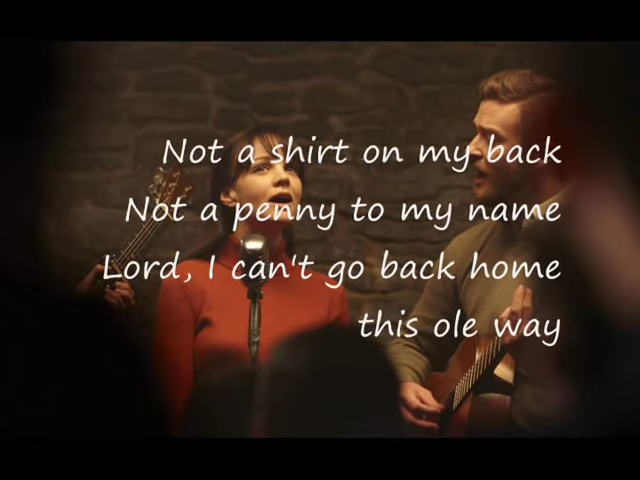 Not a shirt on my back
Not a penny to my name
Lord, I can't go back home
this ole way